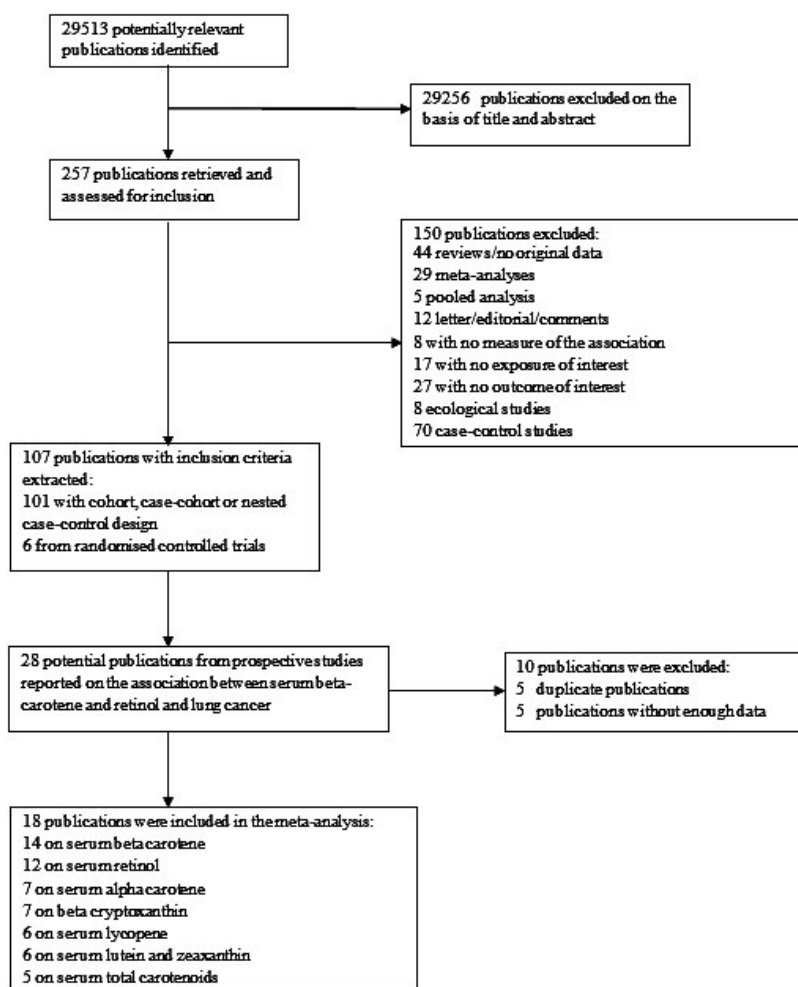 29513 potentially relevant
publications identified
29256 publications excluded on the
basis of title and abstract
257 publications retrieved and
assessed for inclusion
150 publications excluded:
44 reviews/no original data
29 meta-analyses
5 pooled analysis
12 letter/editorial/comments
8 with no measure of the association
17 with no exposure of interest
27 with no outcome of interest
8 ecological studies
70 case-control studies
107 publications with inclusion criteria
extracted:
101 with cohort, case-cohort or nested
case-control design
6 from randomised controlled trials
28 potential publications from prospective studies
reported on the association between serum beta-
carotene and retinol and lung cancer
10 publications were excluded:
5 duplicate publications
5 publications without enough data
18 publications were included in the meta-analysis:
14 on serum beta carotene
12 on serum retinol
7 on serum alpha carotene
7 on beta cryptoxanthin
6 on serum lycopene
6 on serum lutein and zeaxanthin
5 on serum total carotenoids